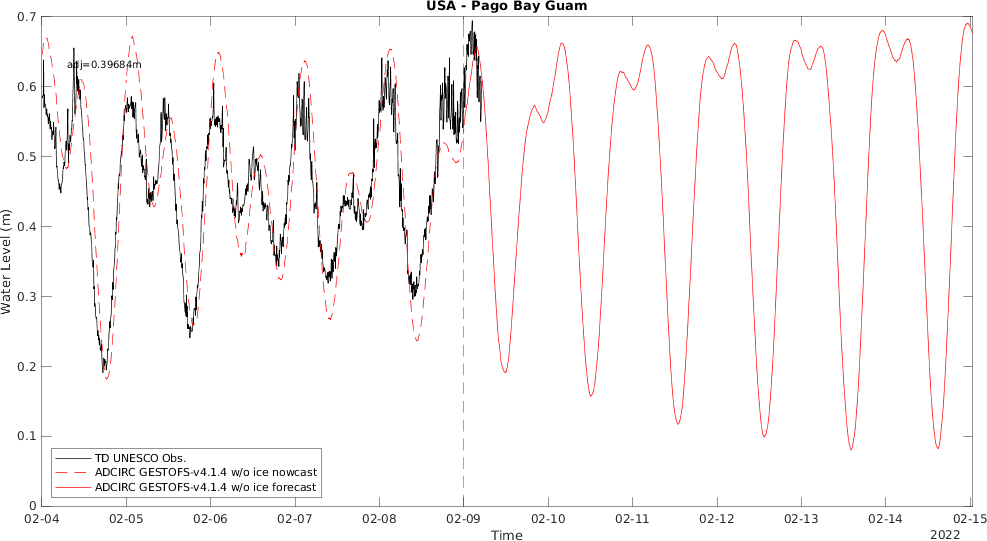 USA - Pago Bay Guam
adj=0.39684m
Water Level (m)
0.7
0.6
0.5
0.4
0.3
0.2
0.1
0
TD UNESCO Obs.
ADCIRC GESTOFS-v4.1.4 w/o ice nowcast
ADCIRC GESTOFS-v4.1.4 w/o ice forecast
02-04 02-05 02-06 02-07 02-08 02-09 02-10 02-11 02-12 02-13 02-14 02-15
Time
2022